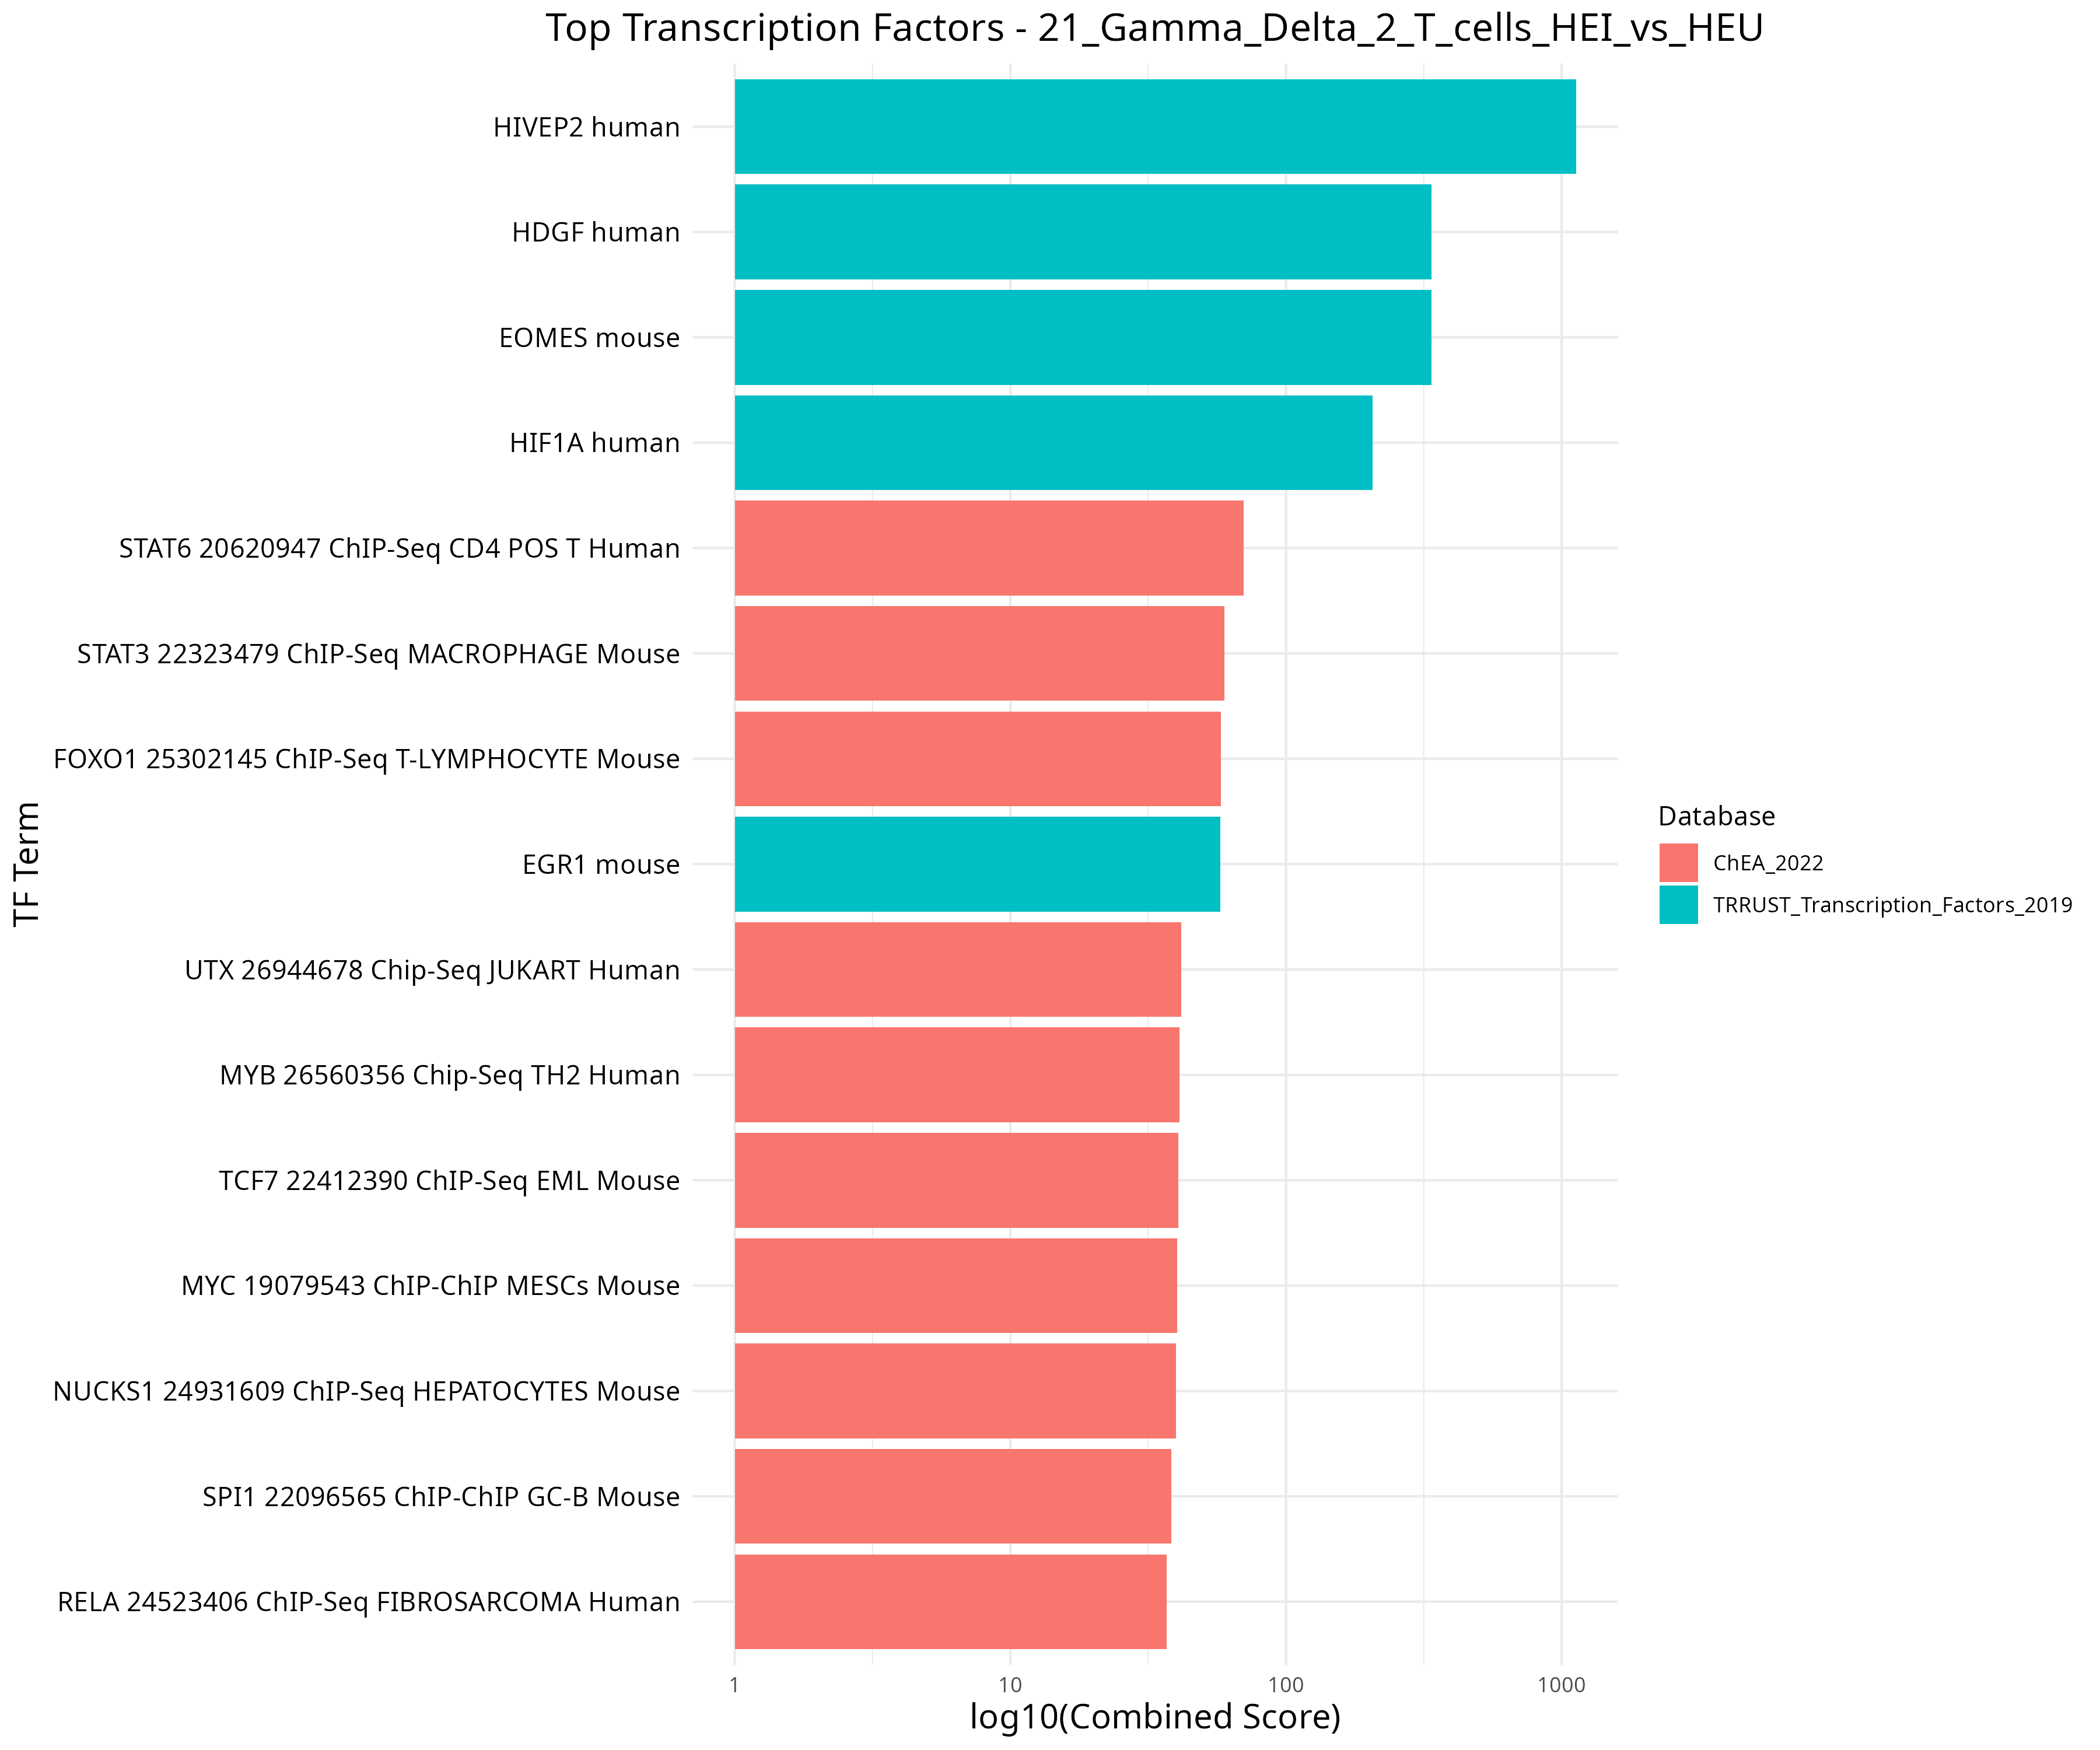 Top Transcription Factors - 21_Gamma_Delta_2_T_cells_HEI_vs_HEU
HIVEP2 human
HDGF human
EOMES mouse
HIF1A human
STAT6 20620947 ChIP-Seq CD4 POS T Human
STAT3 22323479 ChIP-Seq MACROPHAGE Mouse
FOXO1 25302145 ChIP-Seq T-LYMPHOCYTE Mouse
EGR1 mouse
UTX 26944678 Chip-Seq JUKART Human
MYB 26560356 Chip-Seq TH2 Human
TCF7 22412390 ChIP-Seq EML Mouse
MYC 19079543 ChIP-ChIP MESCs Mouse
NUCKS1 24931609 ChIP-Seq HEPATOCYTES Mouse
SPI1 22096565 ChIP-ChIP GC-B Mouse
RELA 24523406 ChIP-Seq FIBROSARCOMA Human
TF Term
1 10 100 1000
log10(Combined Score)
Database
ChEA_2022
TRRUST_Transcription_Factors_2019